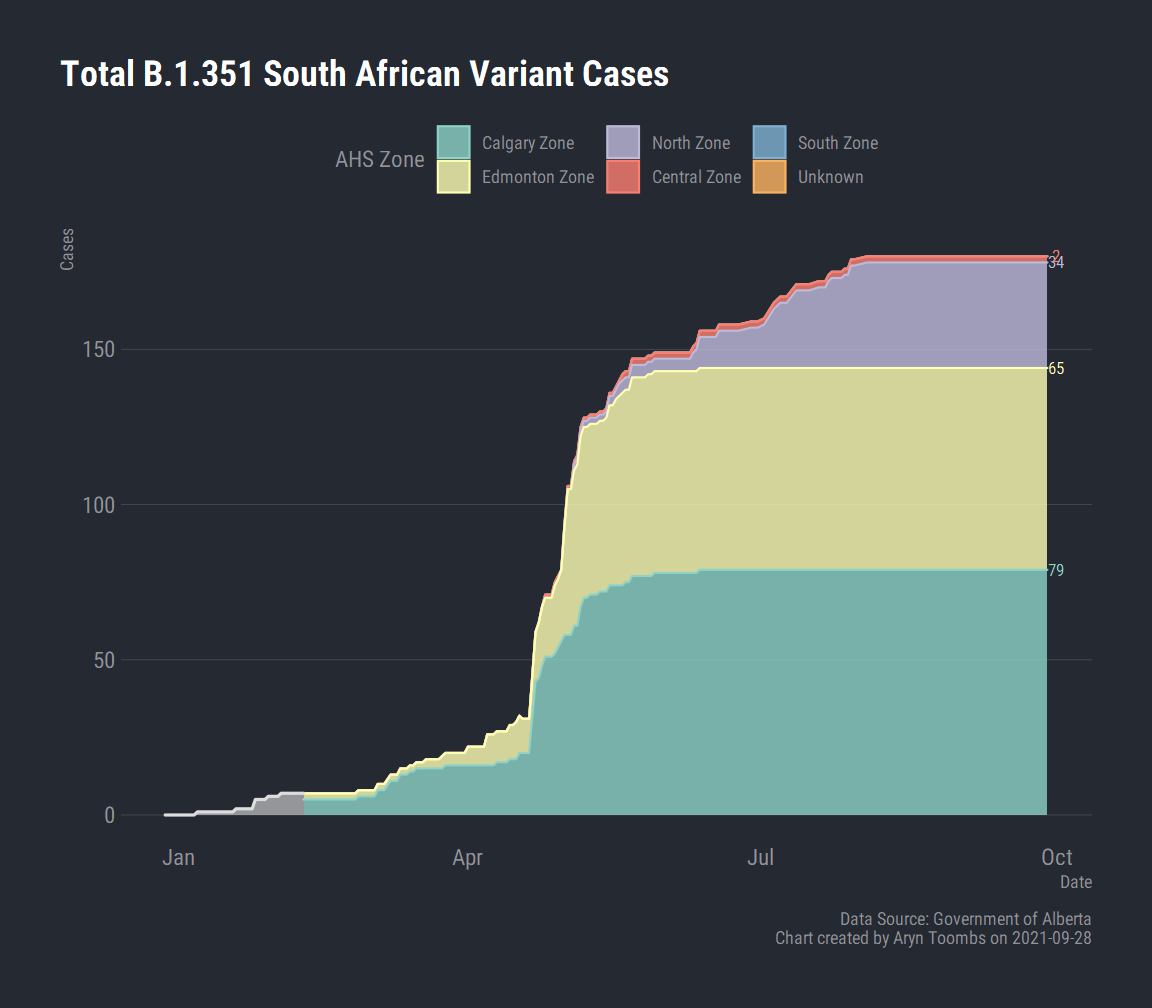 Total B.1.351 South African Variant Cases
AHS Zone
Calgary Zone
North Zone
South Zone
Edmonton Zone
Central Zone
Unknown
Cases
2
34
150
65
100
79
50
0
Jan
Apr
Jul
Oct
Date
Data Source: Government of Alberta
Chart created by Aryn Toombs on 2021-09-28